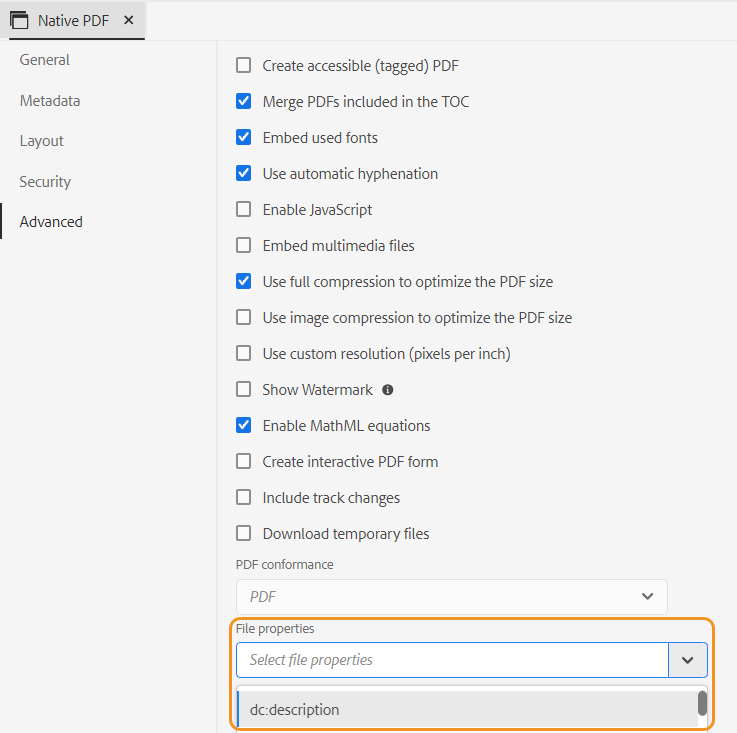 Native PDF
General
Metadata
Layout
Security
Advanced
Create accessible (tagged) PDF
Merge PDFs included in the TOC
Embed used fonts
Use automatic hyphenation
Enable JavaScript
Embed multimedia files
Use full compression to optimize the PDF size
Use image compression to optimize the PDF size
Use custom resolution (pixels per inch)
Show Watermark
Enable MathML equations
Create interactive PDF form
Include track changes
Download temporary files
PDF conformance
PDF
File properties
Select file properties
dc:description